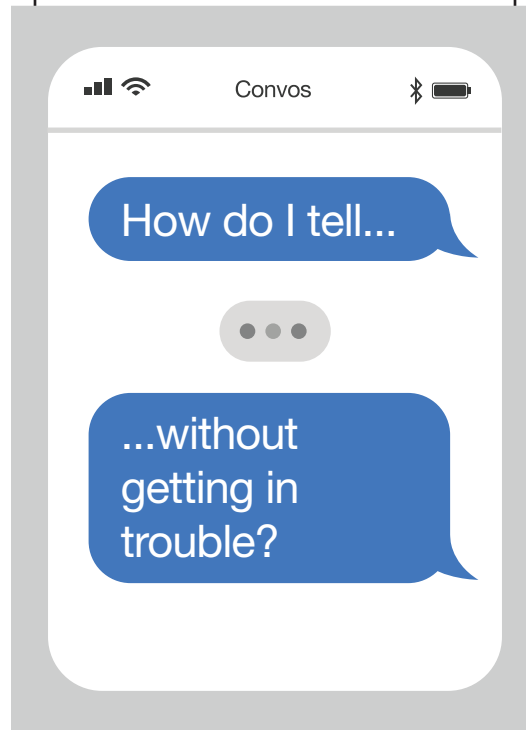 Convos
How do I tell...
...without
getting in
trouble?